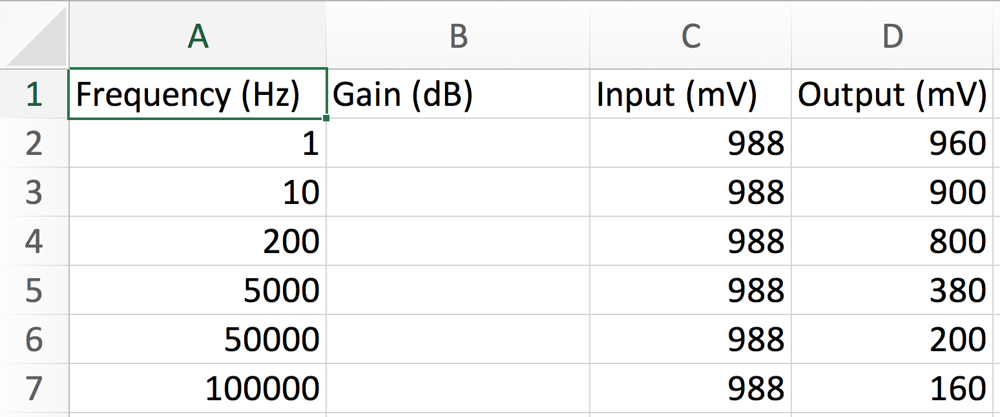 A B C D
1 Frequency (Hz) Gain (dB) Input (mV) Output (mV)
2 1 988 960
3 10 988 900
4 200 988 800
5 5000 988 380
6 50000 988 200
7 100000 988 160